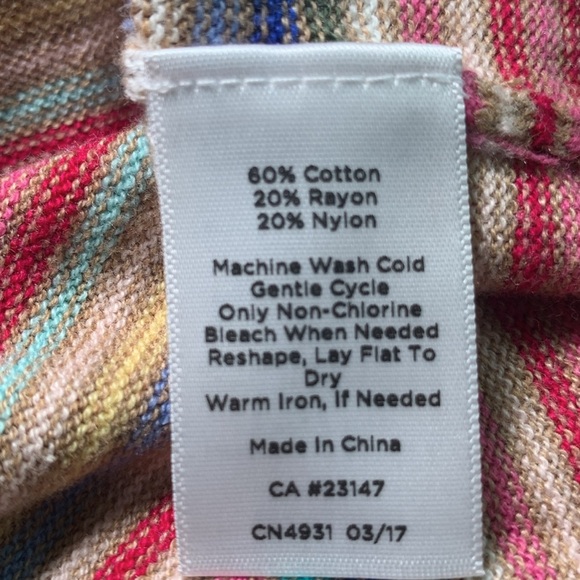 60% Cotton
20% Rayon
20% Nylon
Machine Wash Cold
Gentle Cycle
Only Non-Chlorine
Bleach When Needed
Reshape, Lay Flat To
Dry
Warm Iron, If Needed
Made In China
CA #23147
CN4931 03/17